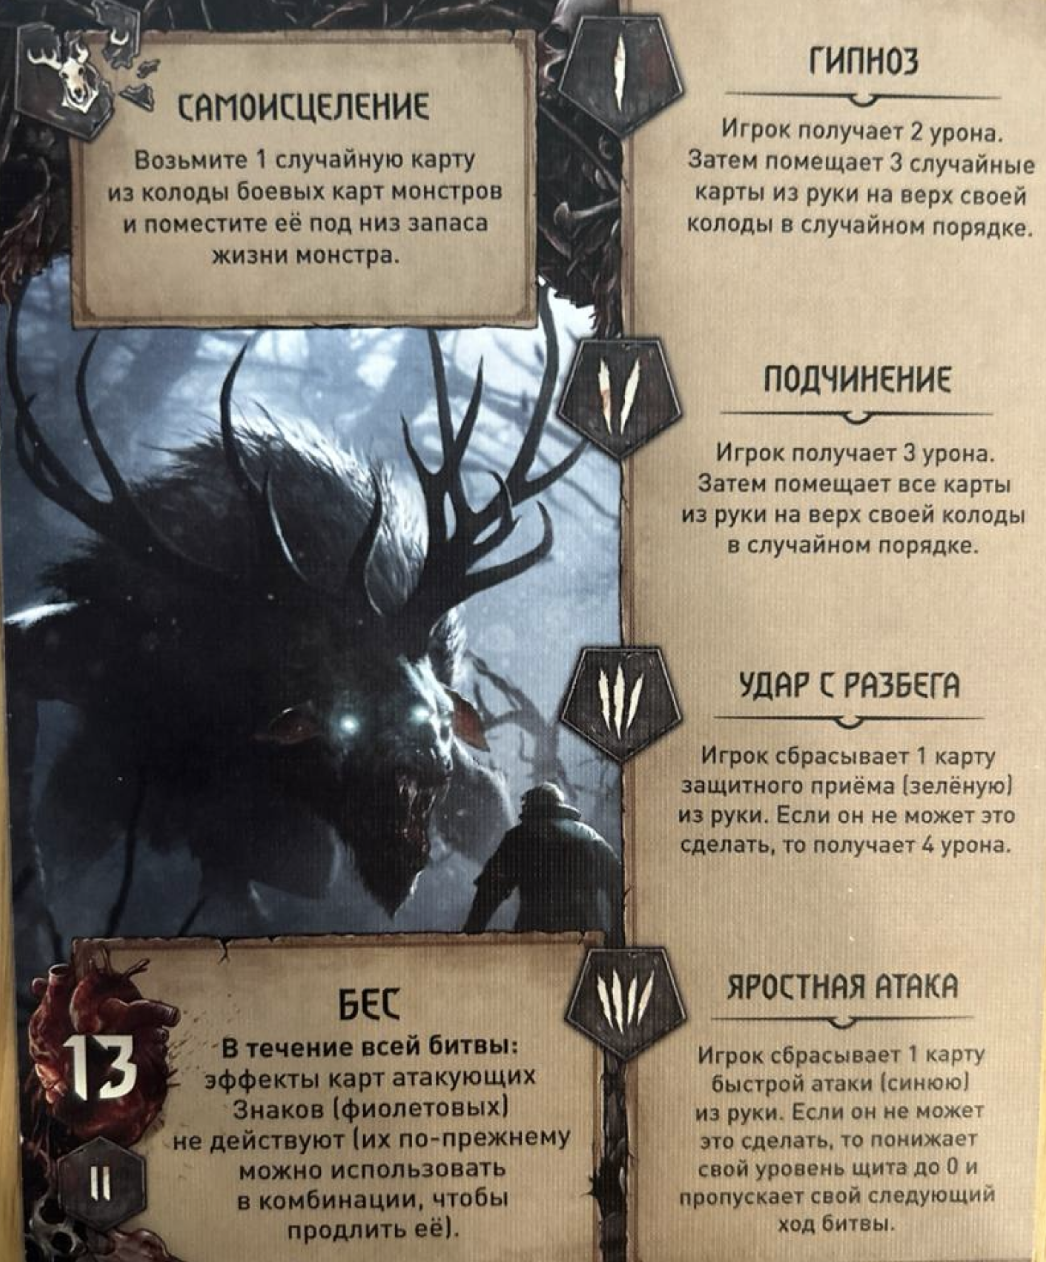 САМОИСЦЕЛЕНИЕ
Возьмите 1 случайную карту
из колоды боевых карт монстров
и поместите её под низ запаса
жизни монстра.
ГИПНОЗ
Игрок получает 2 урона.
Затем помещает 3 случайные
карты из руки на верх своей
колоды в случайном порядке.
ПОДЧИНЕНИЕ
Игрок получает 3 урона.
Затем помещает все карты
из руки на верх своей колоды
в случайном порядке.
УДАР С РАЗБЕГА
Игрок сбрасывает 1 карту
защитного приёма (зелёную)
из руки. Если он не может это
сделать, то получает 4 урона.
ЯРОСТНАЯ АТАКА
Игрок сбрасывает 1 карту
быстрой атаки (синюю)
из руки. Если он не может
это сделать, то понижает
свой уровень щита до 0 и
пропускает свой следующий
ход битвы.
13
II
БЕС
В течение всей битвы:
эффекты карт атакующих
Знаков (фиолетовых)
не действуют (их по-прежнему
можно использовать
в комбинации, чтобы
продлить её).